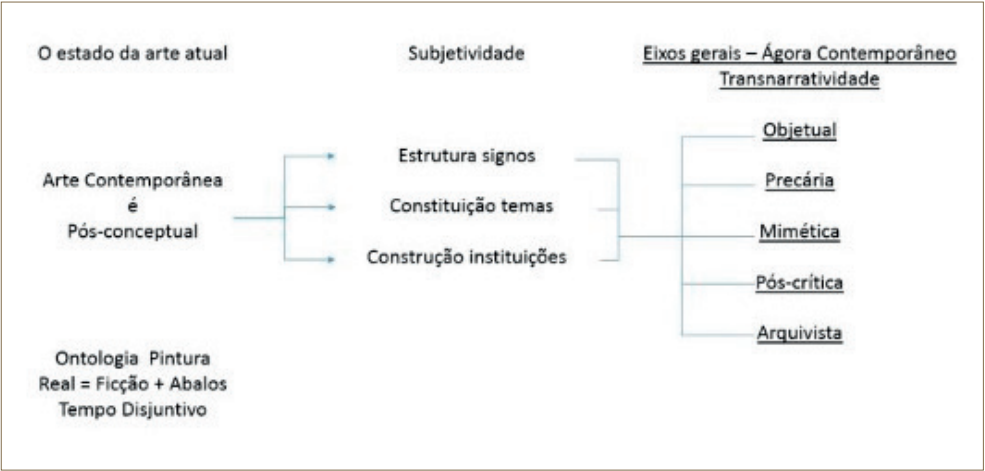 O estado da arte atual
Subjetividade
Eixos gerais – Ágora Contemporâneo
Transnarratividade
Arte Contemporânea
é
Pós-conceptual
Estrutura signos
Constituição temas
Construção instituições
Objetual
Precária
Mimética
Pós-crítica
Arquivista
Ontologia Pintura
Real = Ficção + Abalos
Tempo Disjuntivo